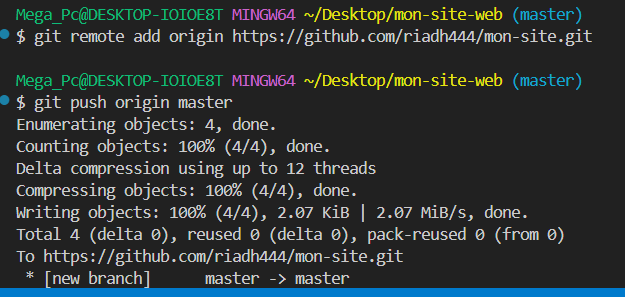 Mega_Pc@DESKTOP-IOIOE8T MINGW64 ~/Desktop/mon-site-web (master)
$ git remote add origin https://github.com/riadh444/mon-site.git
Mega_Pc@DESKTOP-IOIOE8T MINGW64 ~/Desktop/mon-site-web (master)
$ git push origin master
Enumerating objects: 4, done.
Counting objects: 100% (4/4), done.
Delta compression using up to 12 threads
Compressing objects: 100% (4/4), done.
Writing objects: 100% (4/4), 2.07 KiB | 2.07 MiB/s, done.
Total 4 (delta 0), reused 0 (delta 0), pack-reused 0 (from 0)
To https://github.com/riadh444/mon-site.git
 * [new branch]      master -> master